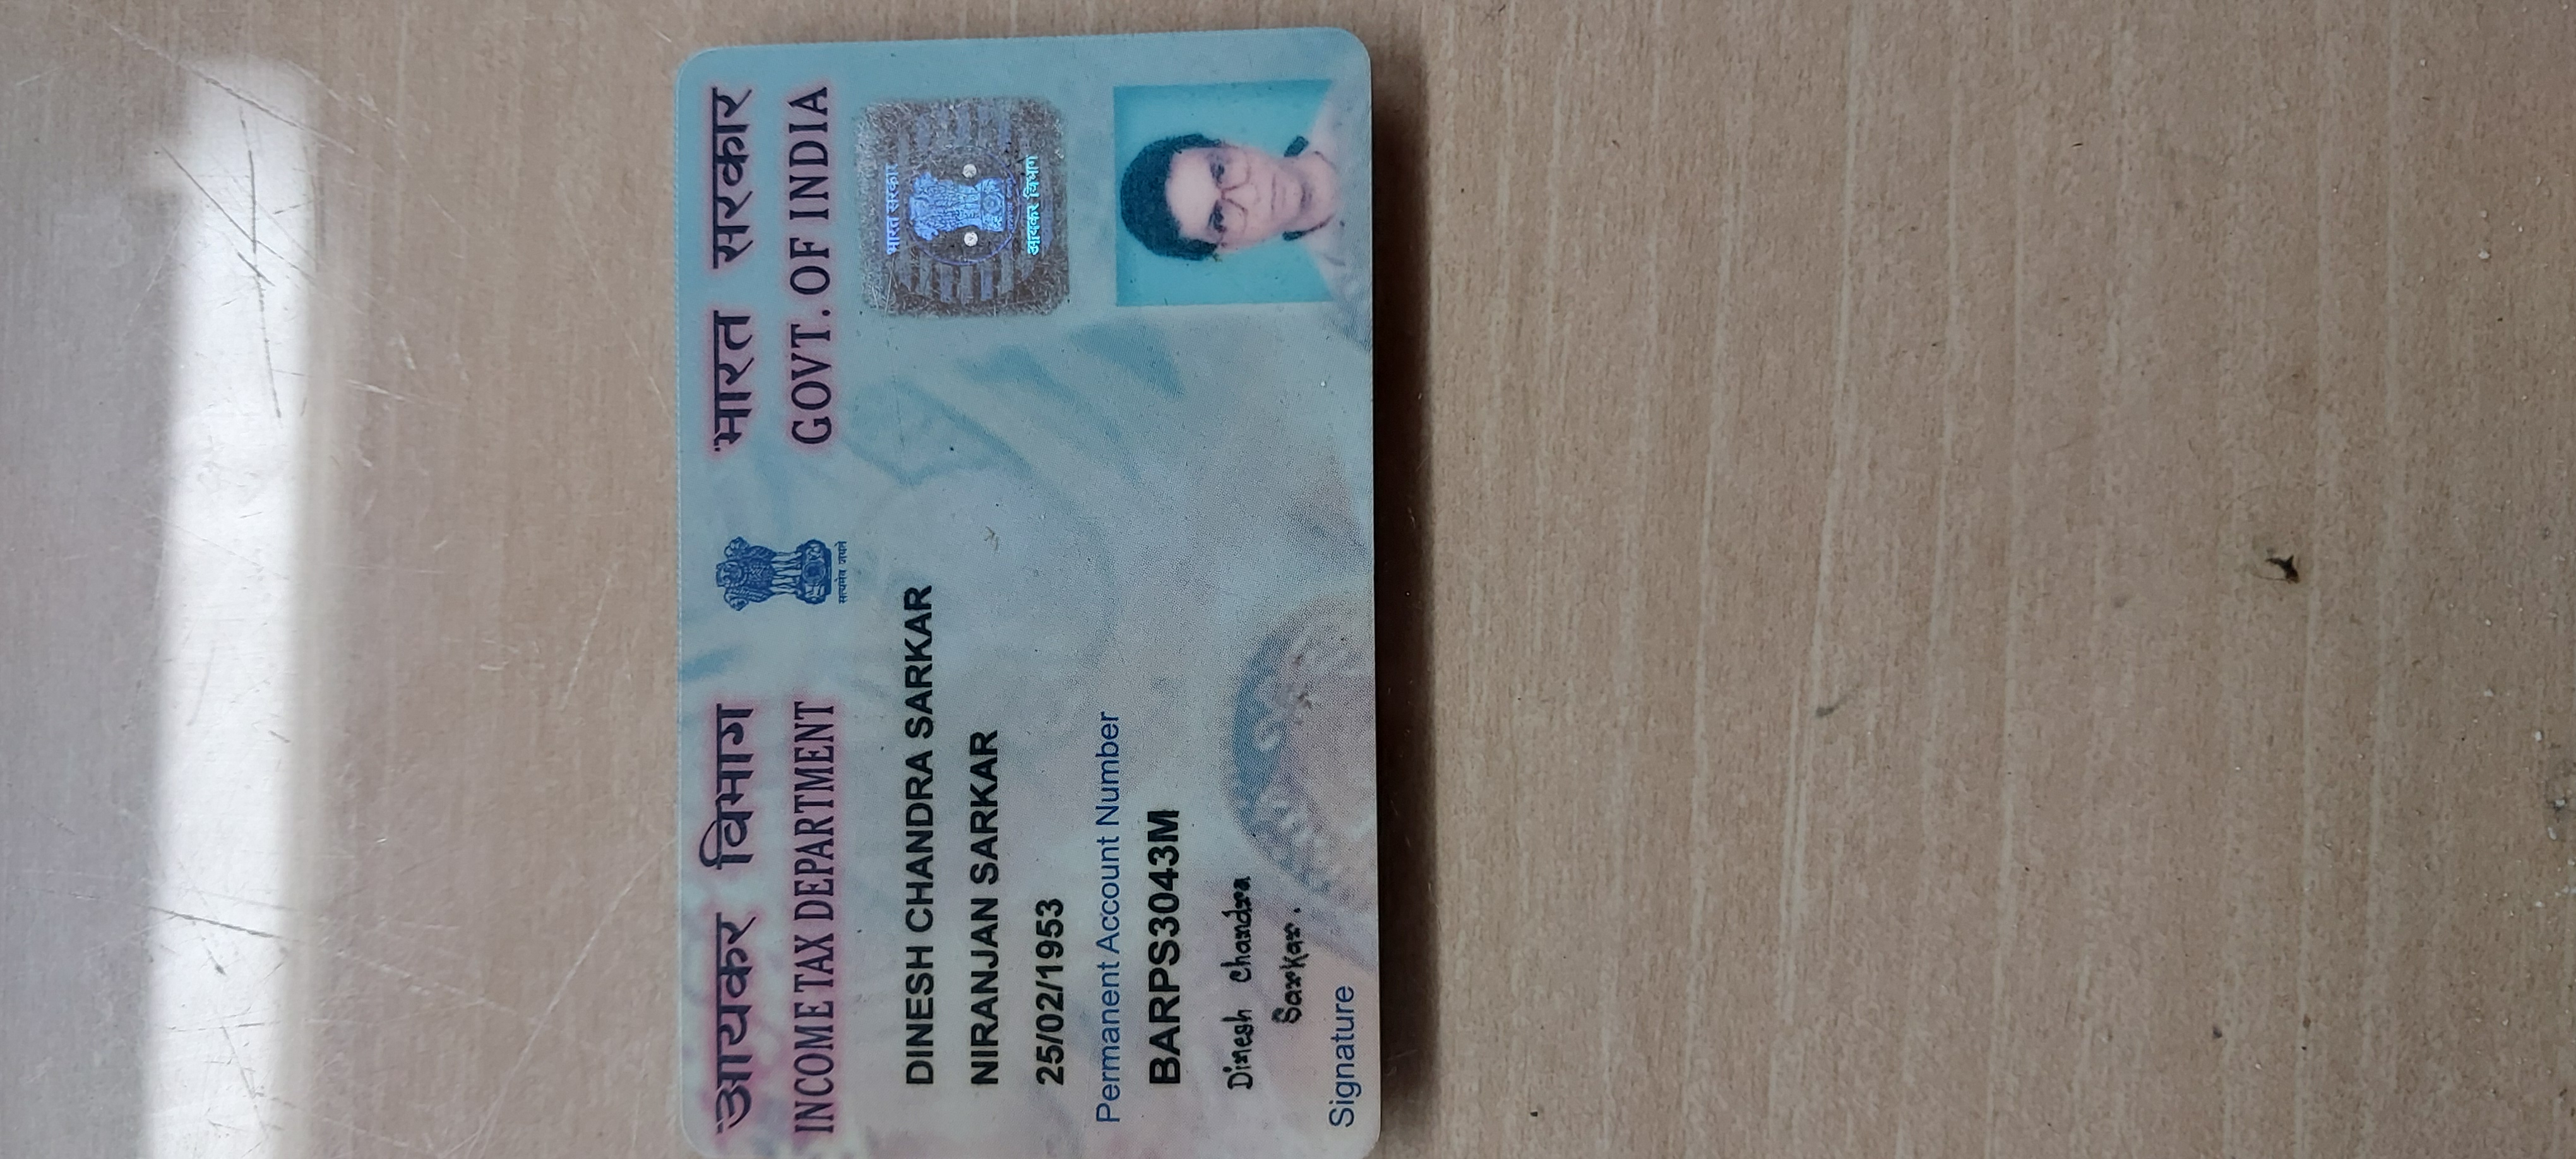 आयकर विभाग
INCOME TAX DEPARTMENT
सत्यमेव जयते
भारत सरकार
GOVT. OF INDIA
DINESH CHANDRA SARKAR
NIRANJAN SARKAR
25/02/1953
Permanent Account Number
BARPS3043M
Dinesh Chandra
Sarkar.
Signature
भारत सरकार
आयकर विभाग